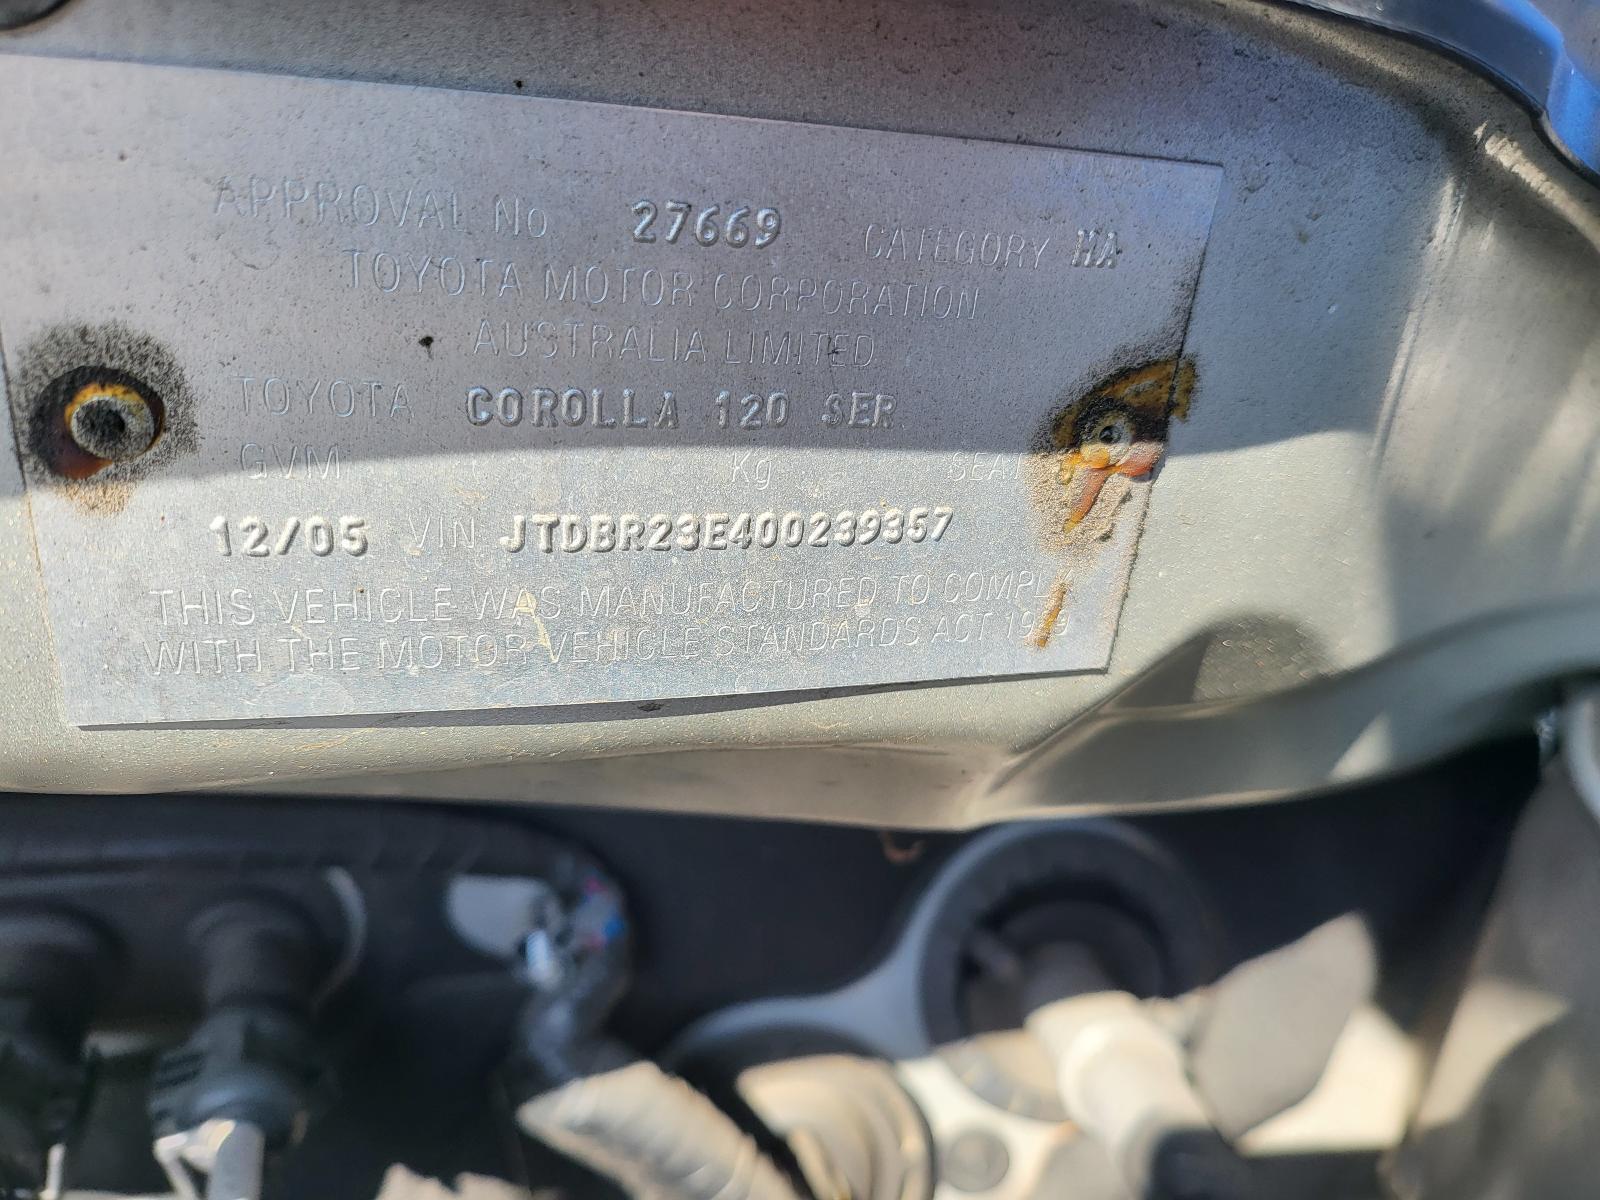 APPROVAL No 27669 CATEGORY MA
TOYOTA MOTOR CORPORATION
AUSTRALIA LIMITED
TOYOTA COROLLA 120 SER
GVM Kg
12/05 VIN JTDBR23E400239357
THIS VEHICLE WAS MANUFACTURED TO COMPLY
WITH THE MOTOR VEHICLE STANDARDS ACT 1989